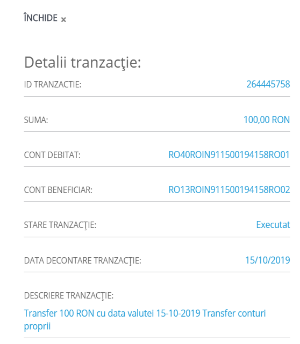 ÎNCHIDE ×
Detalii tranzacție:
ID TRANZACTIE: 264445758
SUMA: 100,00 RON
CONT DEBITAT: RO40ROIN911500194158RO01
CONT BENEFICIAR: RO13ROIN911500194158RO02
STARE TRANZACȚIE: Executat
DATA DECONTARE TRANZACȚIE: 15/10/2019
DESCRIERE TRANZACȚIE:
Transfer 100 RON cu data valutei 15-10-2019 Transfer conturi
proprii